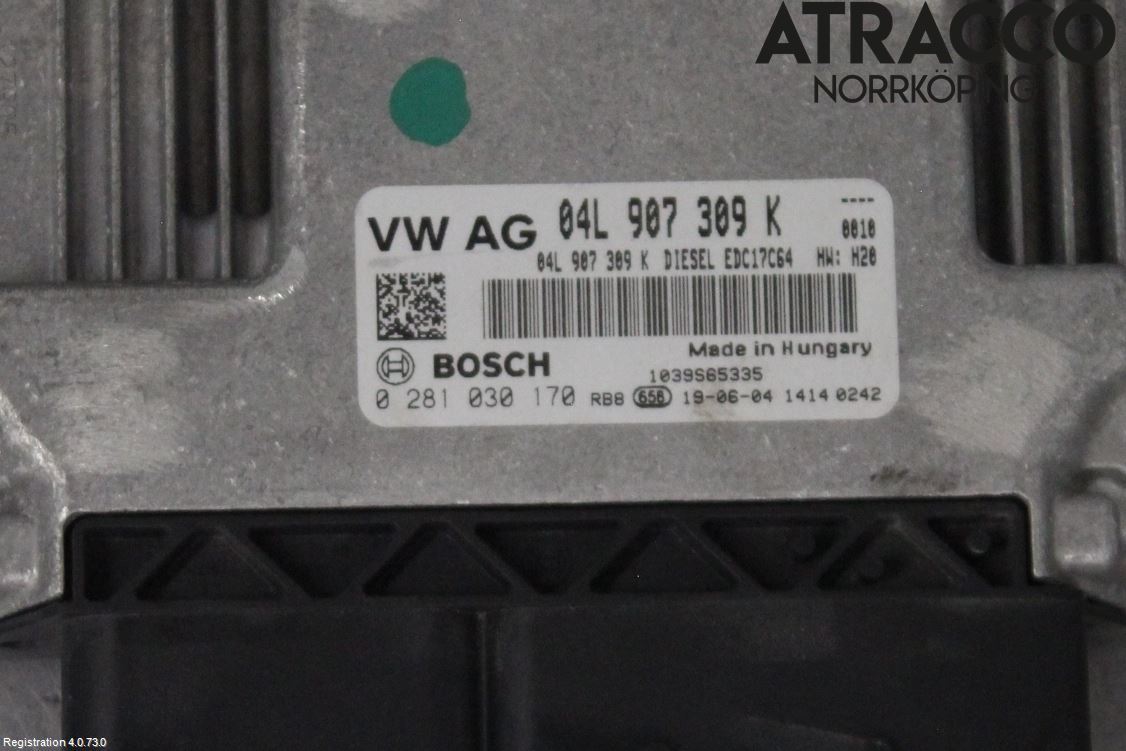 ATRACCO
NORRKÖPING
VW AG 04L 907 309 K ----
0010
04L 907 309 K DIESEL EDC17C64 HW: H20
Made in Hungary
BOSCH
1039S65335
0 281 030 170 RBB 656 19-06-04 1414 0242
Registration 4.0.73.0